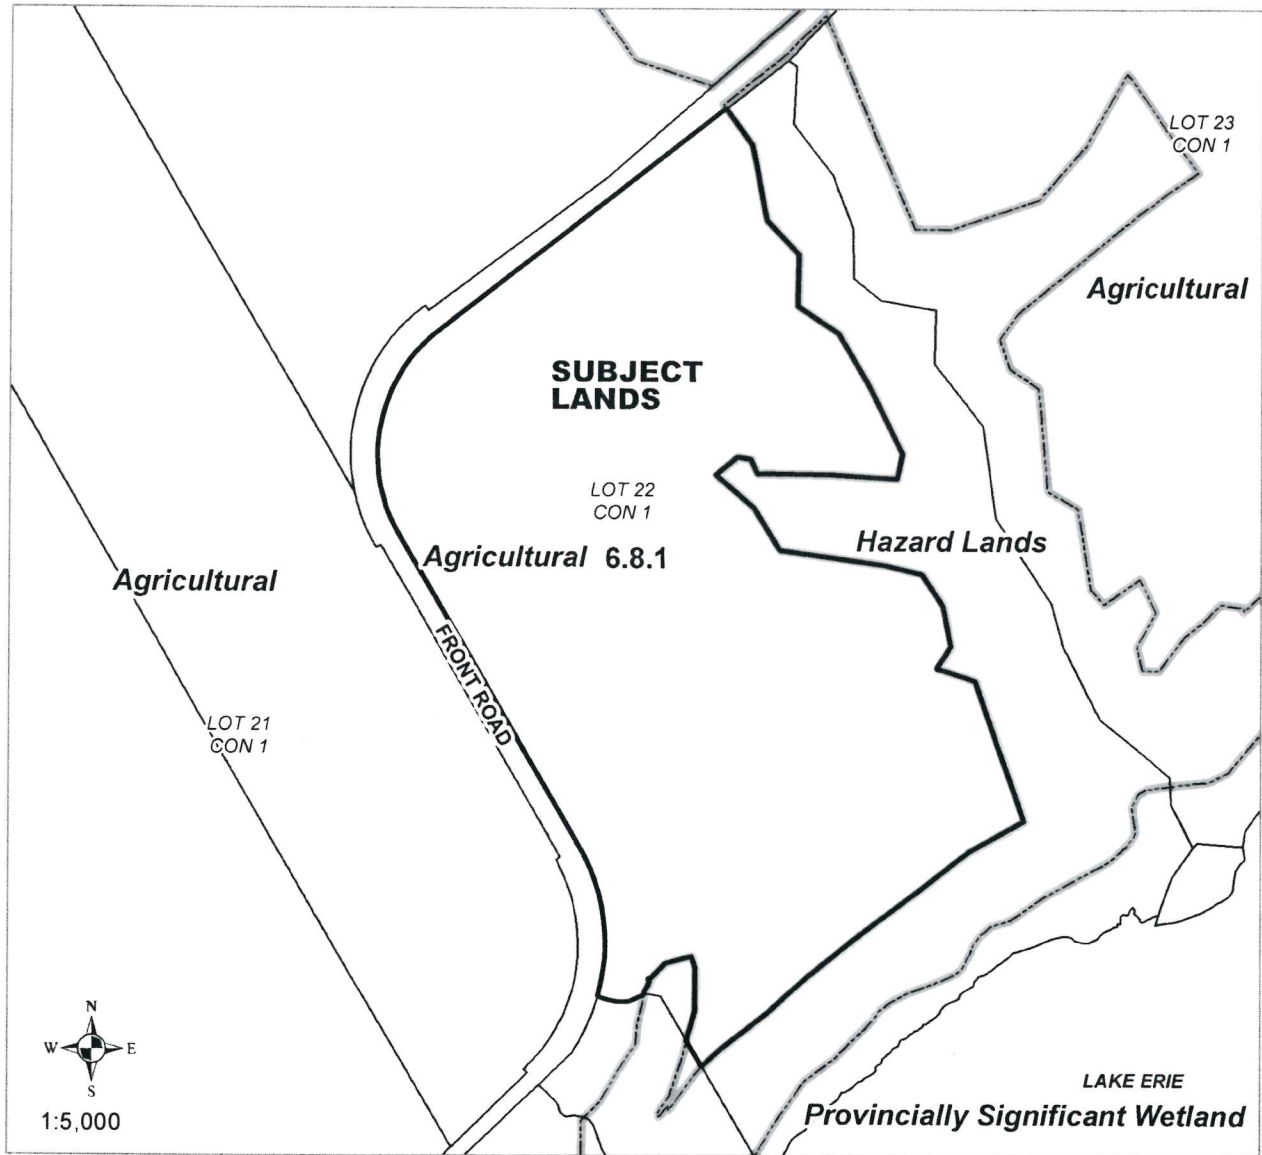 LOT 23
CON 1
Agricultural
SUBJECT
LANDS
LOT 22
CON 1
Hazard Lands
Agricultural 6.8.1
Agricultural
FRONT ROAD
LOT 21
CON 1
N
W E
S
1:5,000
LAKE ERIE
Provincially Significant Wetland